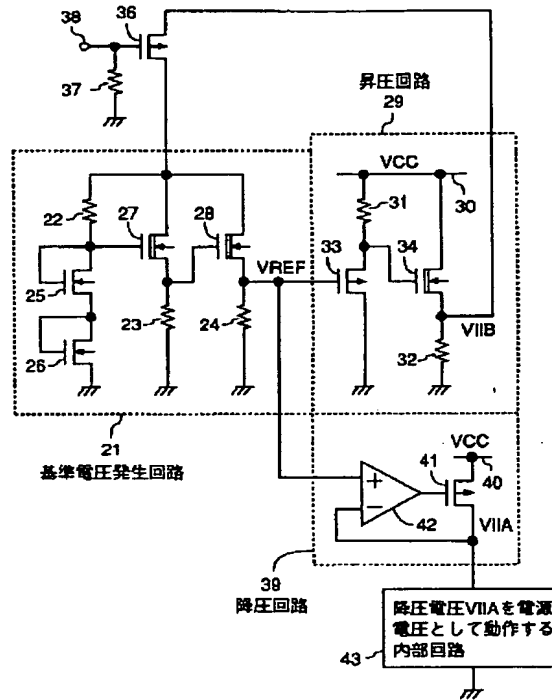 38
36
37
昇圧回路
29
VCC
22
27
28
31
30
33
34
VREF
25
23
24
VIIB
32
26
21
基準電圧発生回路
VCC
41
40
42
VIIA
39
降圧回路
降圧電圧VIIAを電源
電圧として動作する
内部回路
43